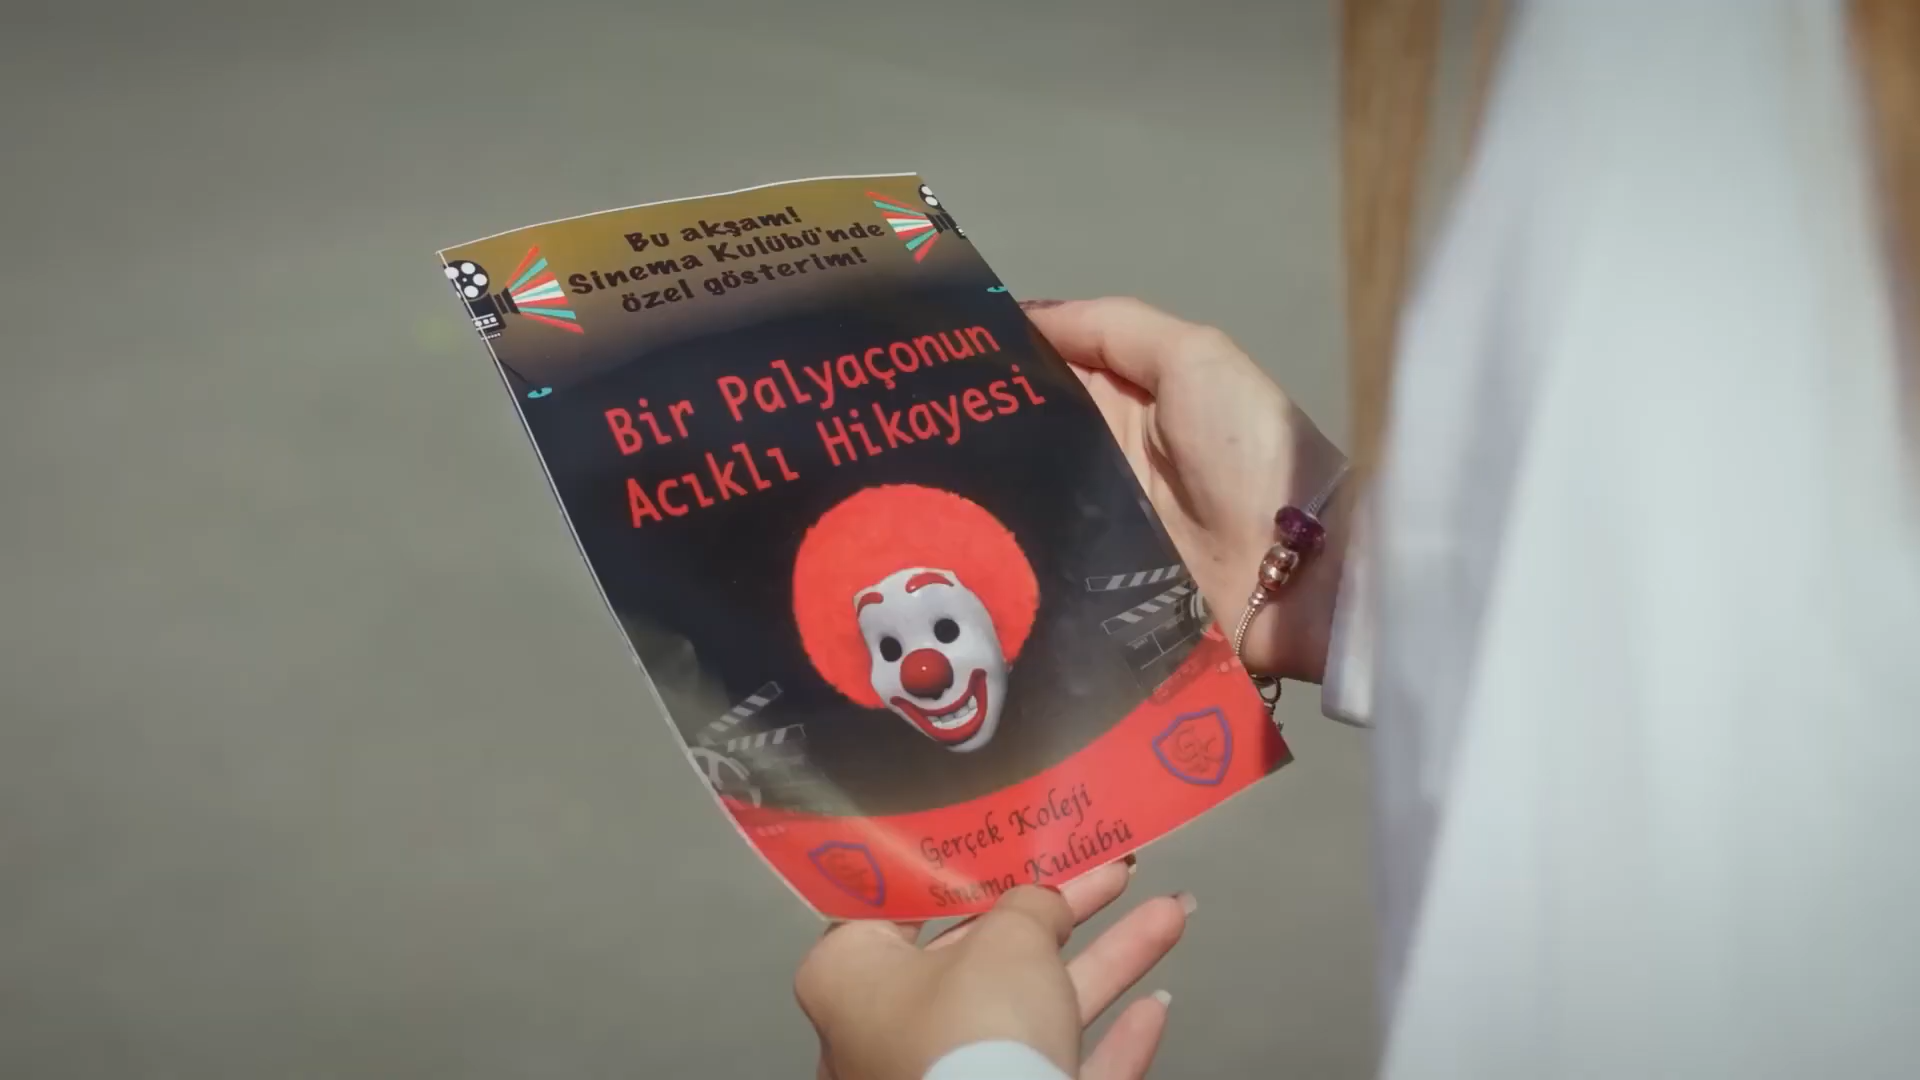 Bu akşam!
Sinema Kulübü'nde
özel gösterim!
Bir Palyaçonun
Acıklı Hikayesi
Gerçek Koleji
Sinema Kulübü